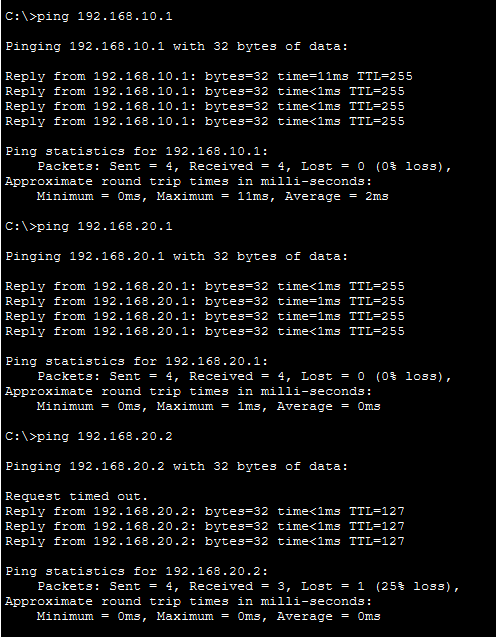 C:\>ping 192.168.10.1
Pinging 192.168.10.1 with 32 bytes of data:
Reply from 192.168.10.1: bytes=32 time=11ms TTL=255
Reply from 192.168.10.1: bytes=32 time<1ms TTL=255
Reply from 192.168.10.1: bytes=32 time<1ms TTL=255
Reply from 192.168.10.1: bytes=32 time<1ms TTL=255
Ping statistics for 192.168.10.1:
    Packets: Sent = 4, Received = 4, Lost = 0 (0% loss),
Approximate round trip times in milli-seconds:
    Minimum = 0ms, Maximum = 11ms, Average = 2ms
C:\>ping 192.168.20.1
Pinging 192.168.20.1 with 32 bytes of data:
Reply from 192.168.20.1: bytes=32 time<1ms TTL=255
Reply from 192.168.20.1: bytes=32 time=1ms TTL=255
Reply from 192.168.20.1: bytes=32 time=1ms TTL=255
Reply from 192.168.20.1: bytes=32 time<1ms TTL=255
Ping statistics for 192.168.20.1:
    Packets: Sent = 4, Received = 4, Lost = 0 (0% loss),
Approximate round trip times in milli-seconds:
    Minimum = 0ms, Maximum = 1ms, Average = 0ms
C:\>ping 192.168.20.2
Pinging 192.168.20.2 with 32 bytes of data:
Request timed out.
Reply from 192.168.20.2: bytes=32 time<1ms TTL=127
Reply from 192.168.20.2: bytes=32 time<1ms TTL=127
Reply from 192.168.20.2: bytes=32 time<1ms TTL=127
Ping statistics for 192.168.20.2:
    Packets: Sent = 4, Received = 3, Lost = 1 (25% loss),
Approximate round trip times in milli-seconds:
    Minimum = 0ms, Maximum = 0ms, Average = 0ms